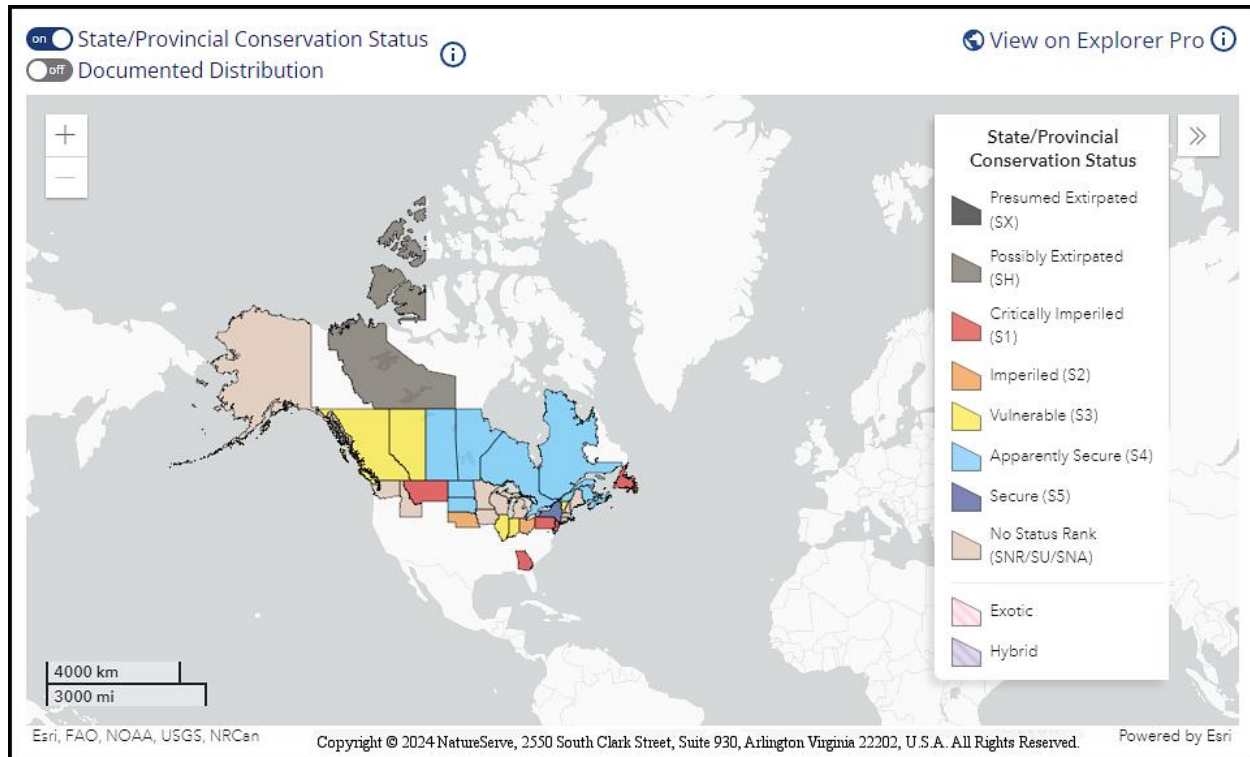 on State/Provincial Conservation Status
off Documented Distribution
View on Explorer Pro
State/Provincial
Conservation Status
Presumed Extirpated
(SX)
Possibly Extirpated
(SH)
Critically Imperiled
(S1)
Imperiled (S2)
Vulnerable (S3)
Apparently Secure (S4)
Secure (S5)
No Status Rank
(SNR/SU/SNA)
Exotic
Hybrid
4000 km
3000 mi
Esri, FAO, NOAA, USGS, NRCan
Copyright © 2024 NatureServe, 2550 South Clark Street, Suite 930, Arlington Virginia 22202, U.S.A. All Rights Reserved.
Powered by Esri